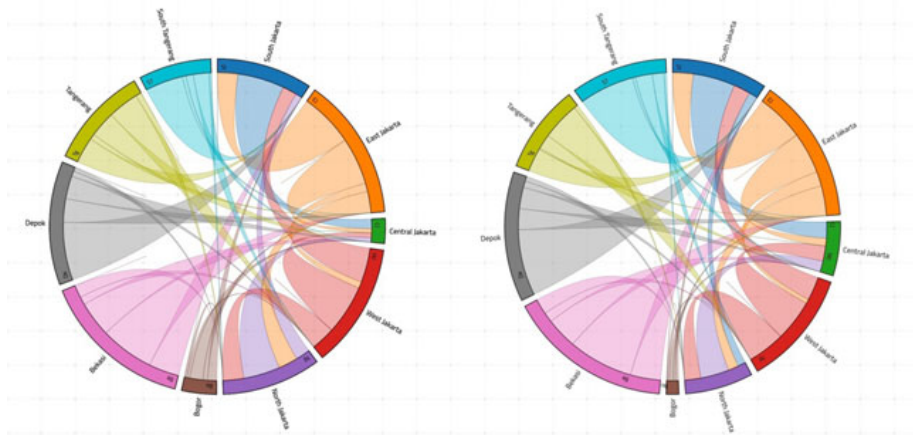 South Tangerang
South Jakarta
Tangerang
East Jakarta
Depok
Central Jakarta
Bekasi
West Jakarta
Bogor
North Jakarta
South Tangerang
South Jakarta
Tangerang
East Jakarta
Depok
Central Jakarta
Bekasi
West Jakarta
Bogor
North Jakarta